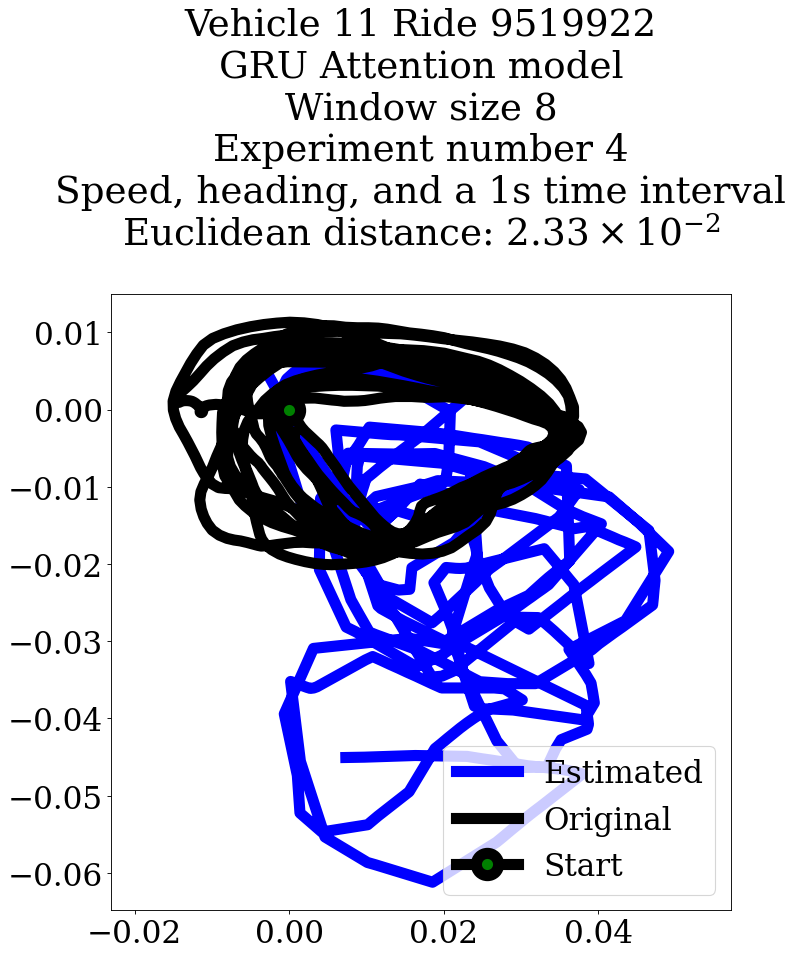 Vehicle 11 Ride 9519922
GRU Attention model
Window size 8
Experiment number 4
Speed, heading, and a 1s time interval
Euclidean distance: 2.33 × 10⁻²
0.01
0.00
−0.01
−0.02
−0.03
−0.04
−0.05
−0.06
Estimated
Original
Start
−0.02 0.00 0.02 0.04